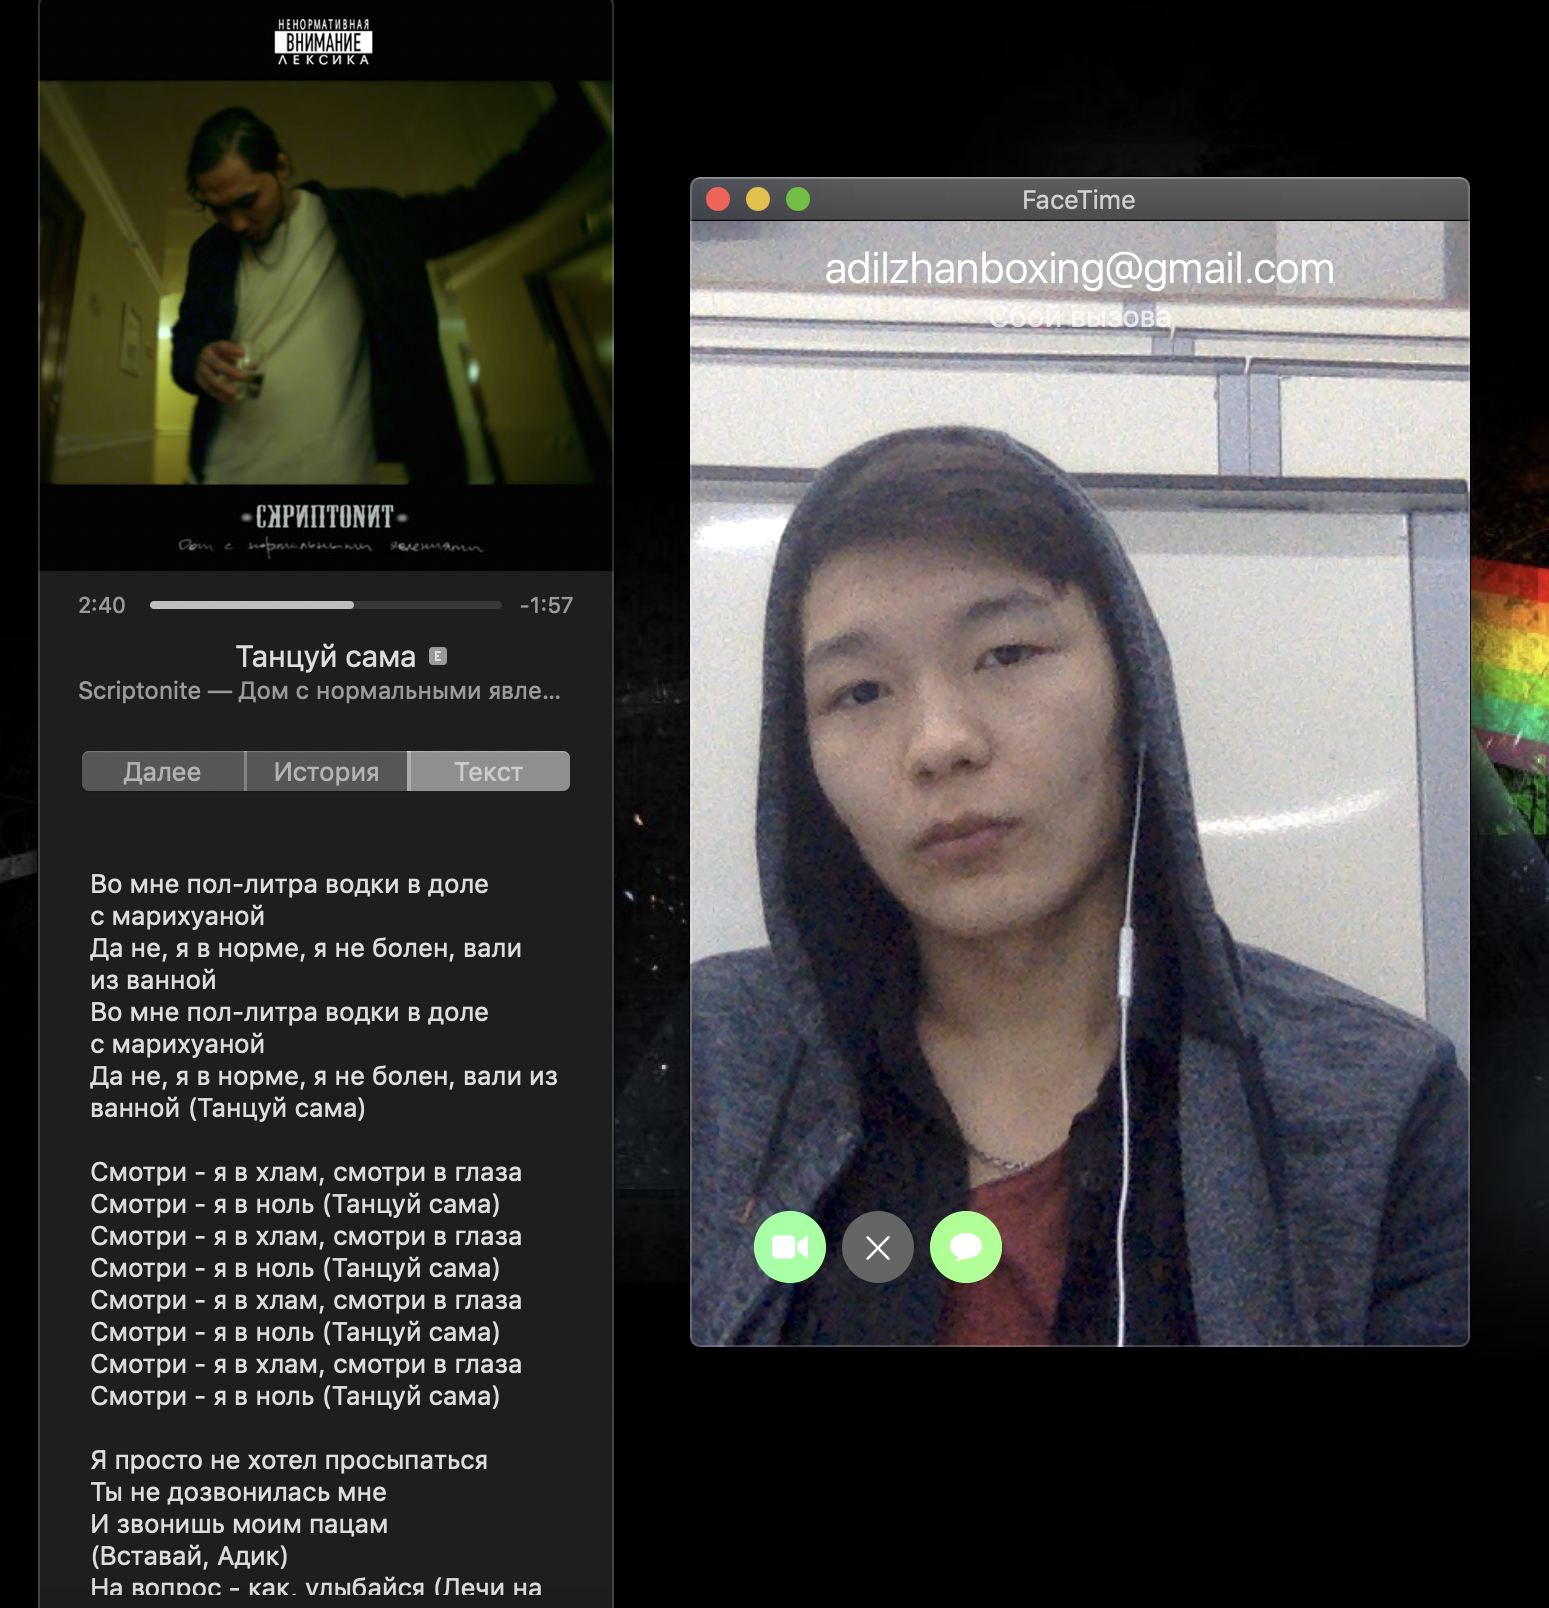 НЕНОРМАТИВНАЯ
ВНИМАНИЕ
ЛЕКСИКА
СКРИПТОНИТ
Дом с нормальными явлениями
2:40
-1:57
Танцуй сама E
Scriptonite — Дом с нормальными явле...
Далее
История
Текст
Во мне пол-литра водки в доле
с марихуаной
Да не, я в норме, я не болен, вали
из ванной
Во мне пол-литра водки в доле
с марихуаной
Да не, я в норме, я не болен, вали из
ванной (Танцуй сама)
Смотри - я в хлам, смотри в глаза
Смотри - я в ноль (Танцуй сама)
Смотри - я в хлам, смотри в глаза
Смотри - я в ноль (Танцуй сама)
Смотри - я в хлам, смотри в глаза
Смотри - я в ноль (Танцуй сама)
Смотри - я в хлам, смотри в глаза
Смотри - я в ноль (Танцуй сама)
Я просто не хотел просыпаться
Ты не дозвонилась мне
И звонишь моим пацам
(Вставай, Адик)
На вопрос - как, улыбайся (Лечи на
FaceTime
adilzhanboxing@gmail.com
Сбой вызова